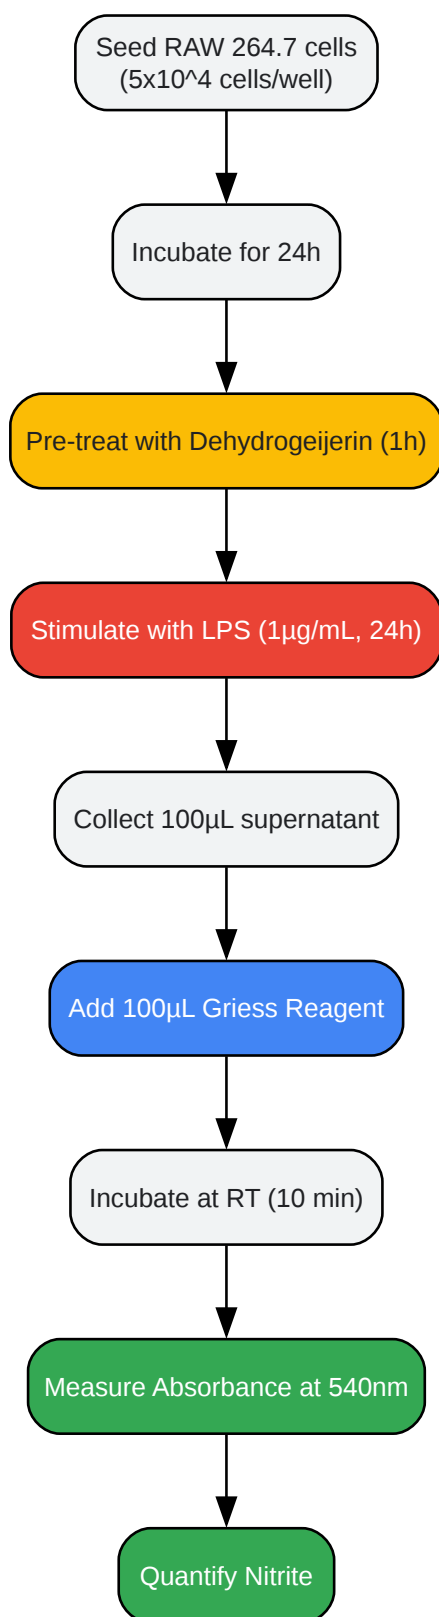 Seed RAW 264.7 cells
(5x10^4 cells/well)
Incubate for 24h
Pre-treat with Dehydrogeijerin (1h)
Stimulate with LPS (1µg/mL, 24h)
Collect 100µL supernatant
Add 100µL Griess Reagent
Incubate at RT (10 min)
Measure Absorbance at 540nm
Quantify Nitrite